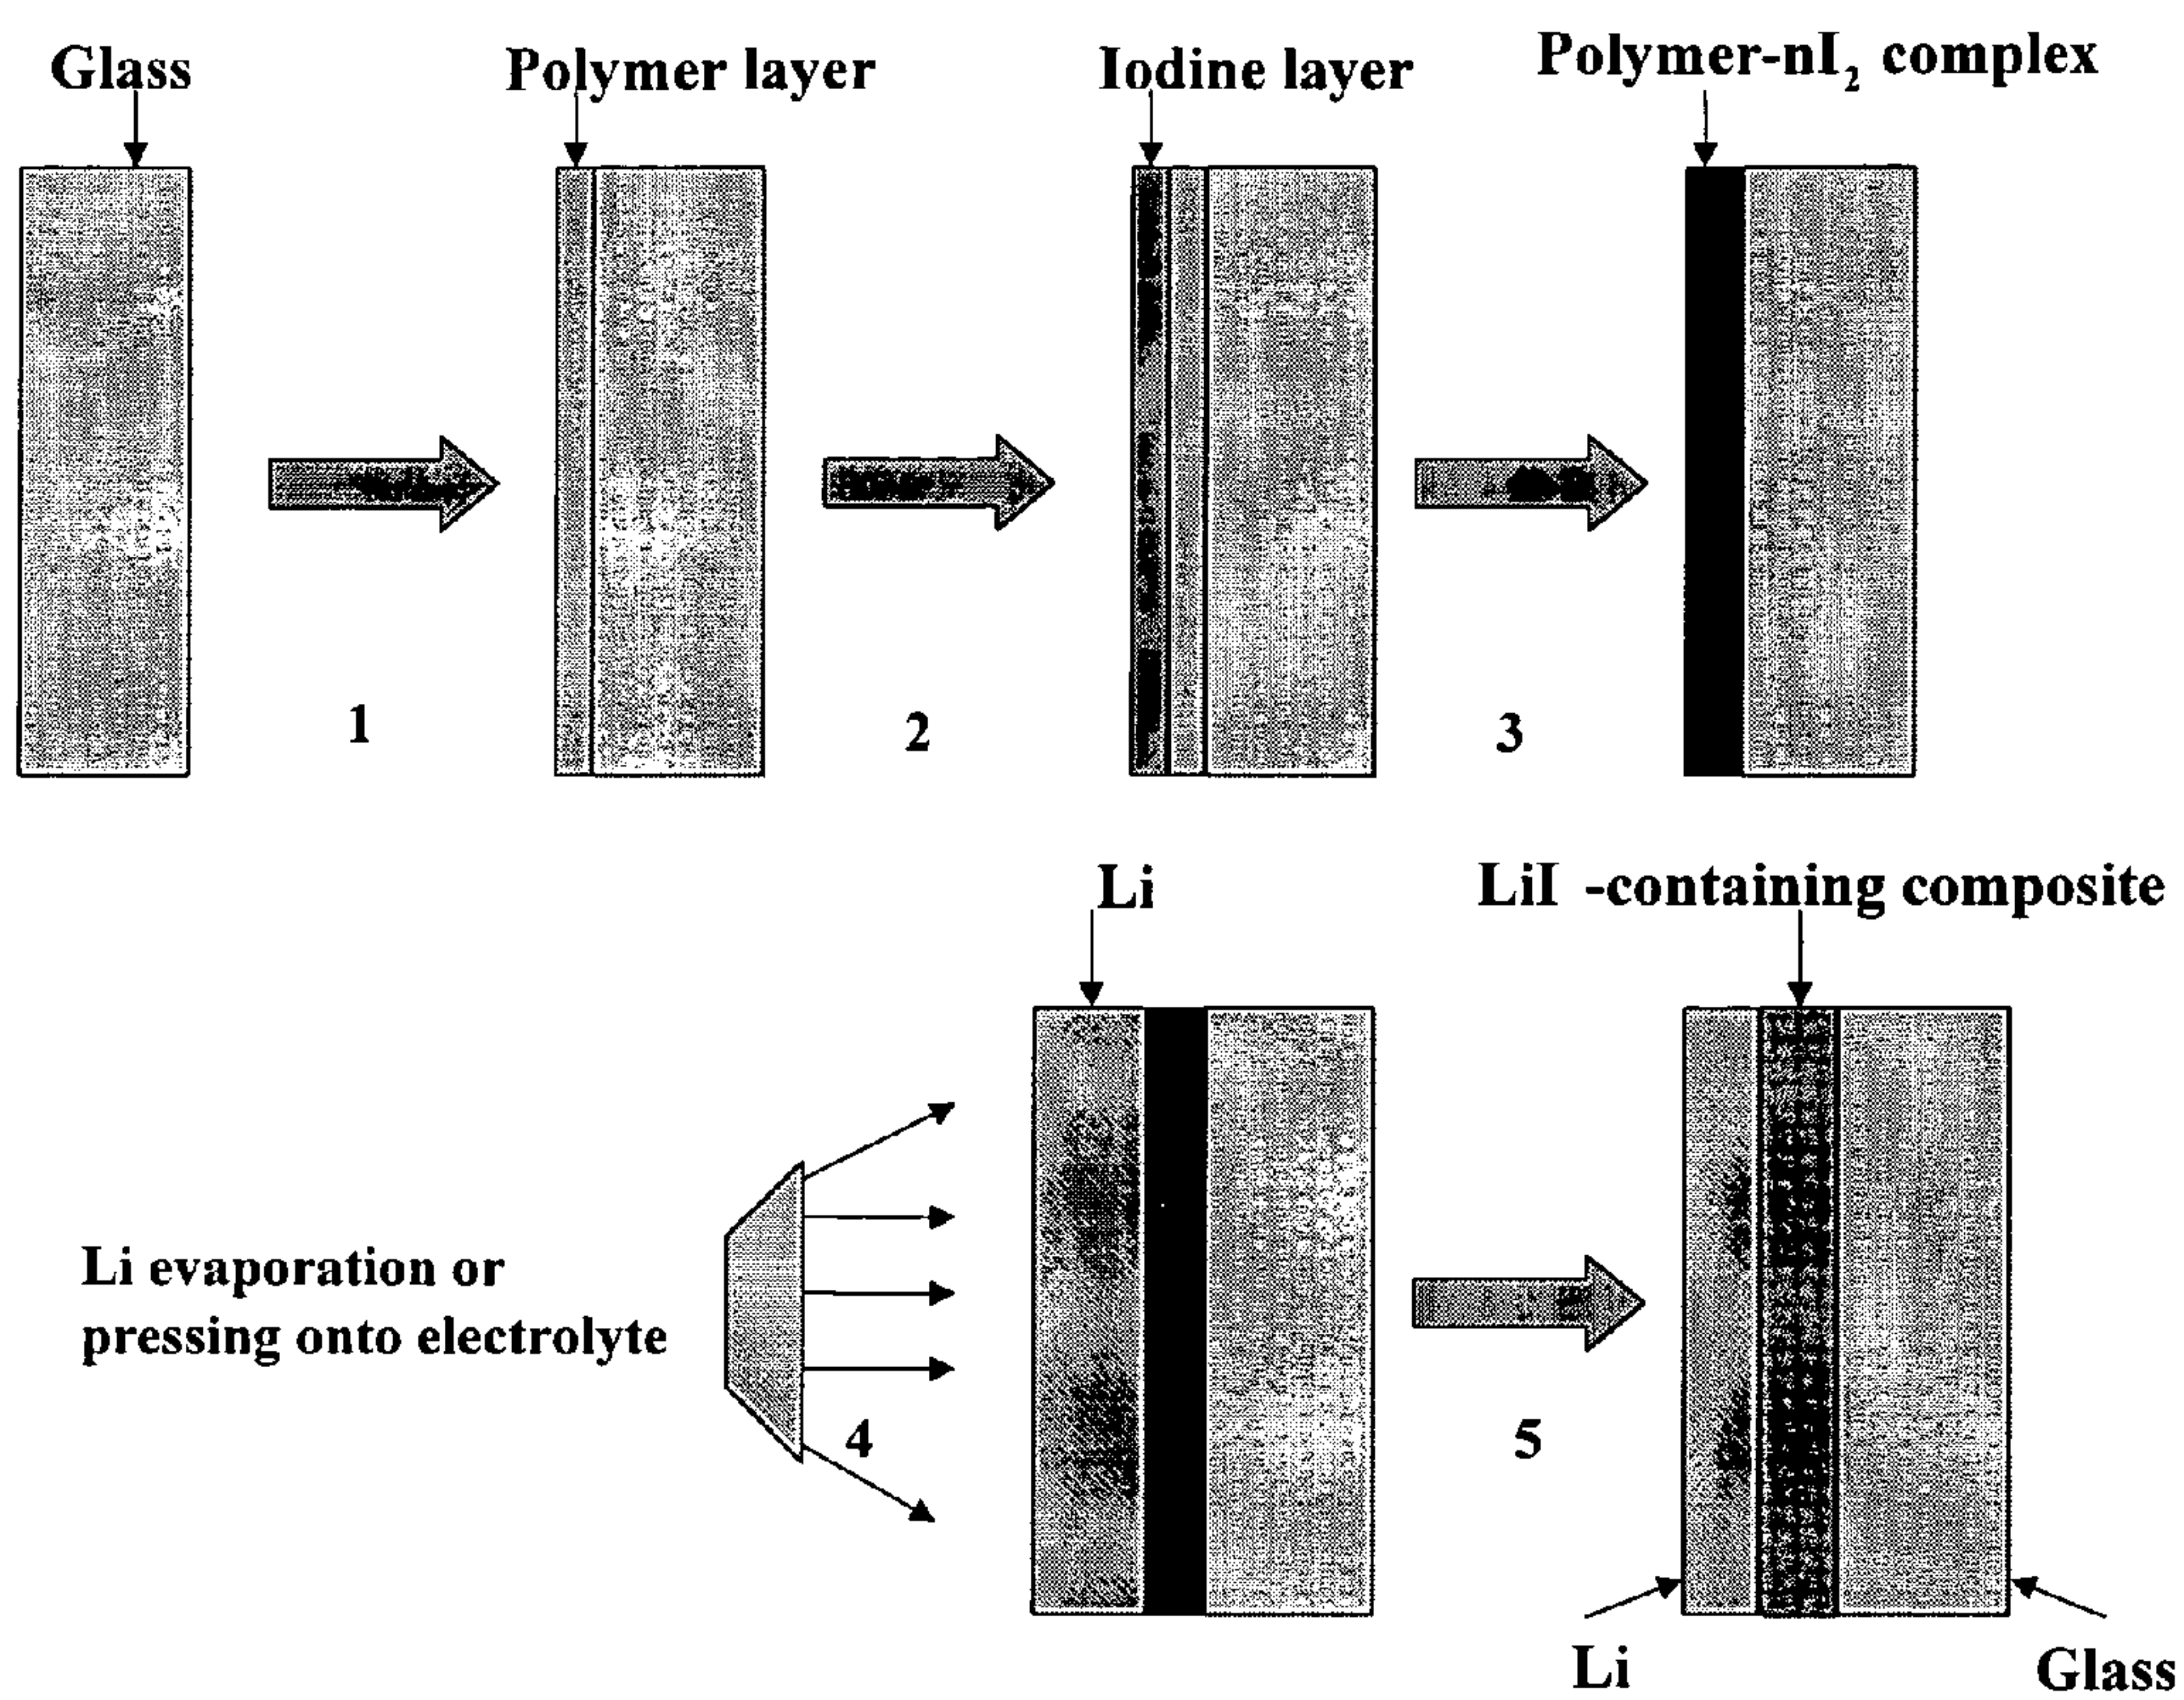 Glass
Polymer layer
Iodine layer
Polymer-nI₂ complex
1
2
3
Li
LiI -containing composite
Li evaporation or
pressing onto electrolyte
4
5
Li
Glass